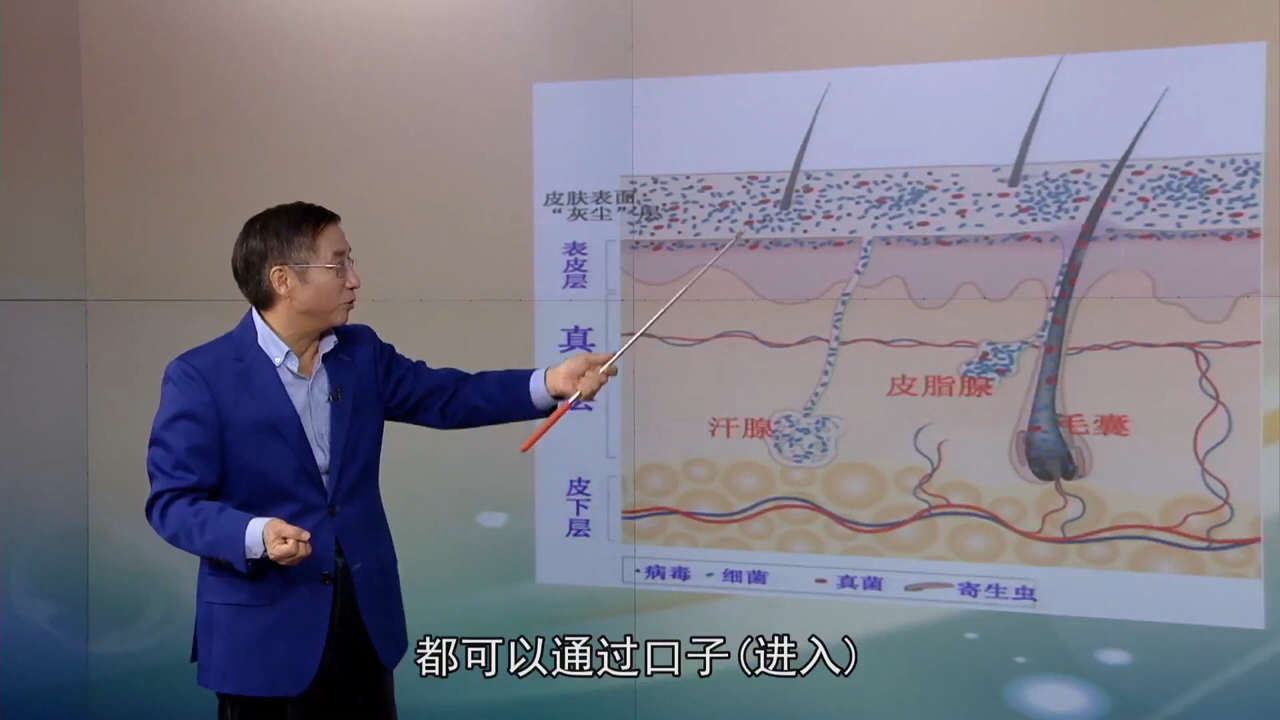 皮肤表面
“灰尘”层
表皮层
真
皮脂腺
汗腺
毛囊
皮下层
病毒 细菌 真菌 寄生虫
都可以通过口子(进入)